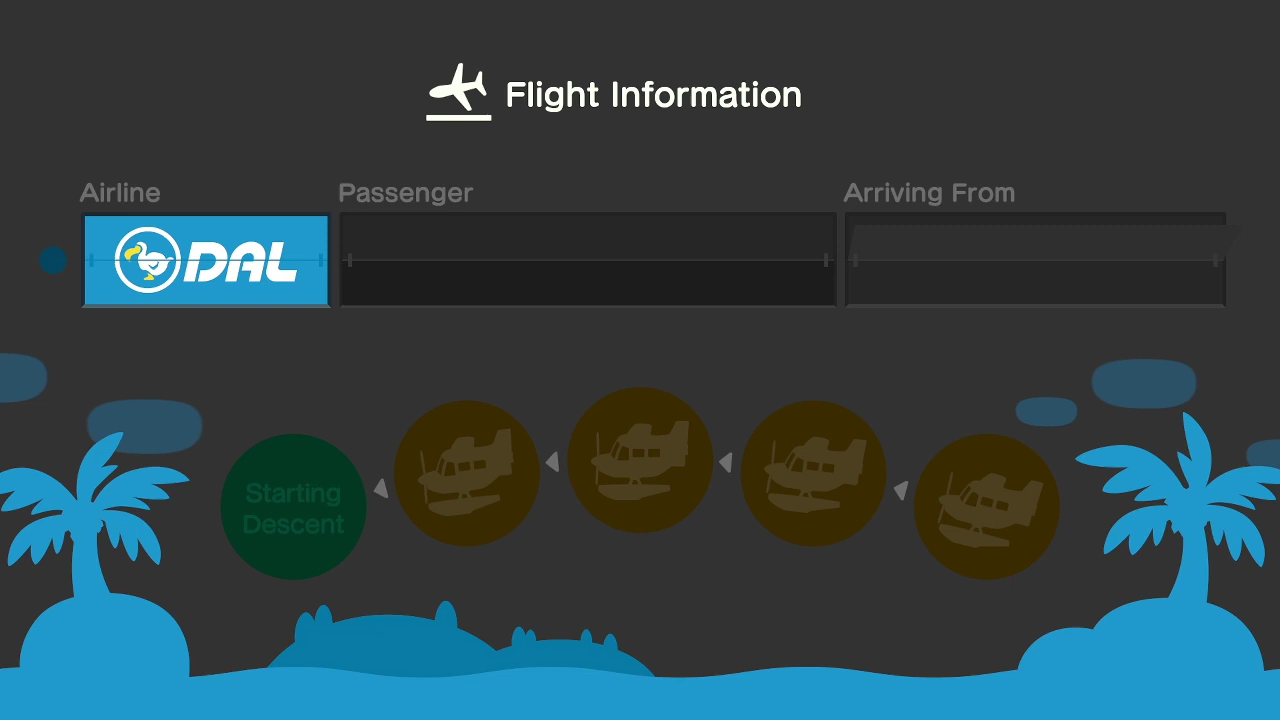 Flight Information
Airline
Passenger
Arriving From
DAL
Starting
Descent